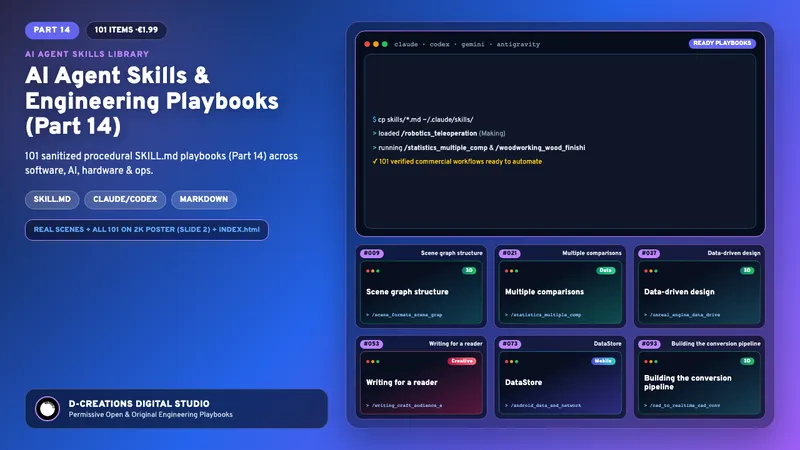 PART 14
101 ITEMS ·€1.99
AI AGENT SKILLS LIBRARY
AI Agent Skills &
Engineering Playbooks
(Part 14)
101 sanitized procedural SKILL.md playbooks (Part 14) across
software, AI, hardware & ops.
SKILL.MD
CLAUDE/CODEX
MARKDOWN
REAL SCENES + ALL 101 ON 2K POSTER (SLIDE 2) + INDEX.html
D-CREATIONS DIGITAL STUDIO
Permissive Open & Original Engineering Playbooks
claude · codex · gemini · antigravity
READY PLAYBOOKS
$ cp skills/*.md ~/.claude/skills/
> loaded /robotics_teleoperation (Making)
> running /statistics_multiple_comp & /woodworking_wood_finishi
✓ 101 verified commercial workflows ready to automate
#009
Scene graph structure
3D
Scene graph structure
> /scene_formats_scene_grap
#021
Multiple comparisons
Data
Multiple comparisons
> /statistics_multiple_comp
#037
Data-driven design
3D
Data-driven design
> /unreal_engine_data_drive
#053
Writing for a reader
Creative
Writing for a reader
> /writing_craft_audience_a
#073
DataStore
Mobile
DataStore
> /android_data_and_network
#093
Building the conversion pipeline
3D
Building the conversion
pipeline
> /cad_to_realtime_cad_conv